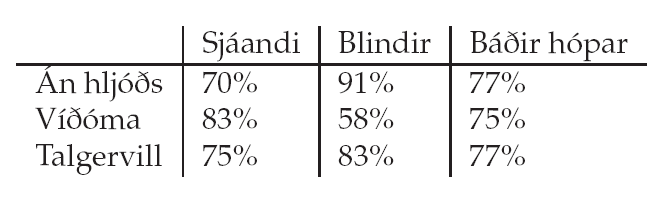 Sjáandi Blindir Báðir hópar
Án hljóðs 70% 91% 77%
Víðóma 83% 58% 75%
Talgervill 75% 83% 77%